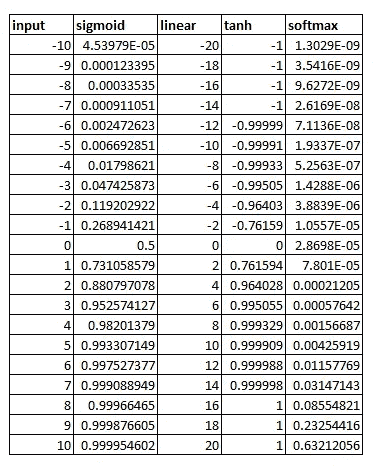 input sigmoid linear tanh softmax
-10 4.53979E-05 -20 -1 1.3029E-09
-9 0.000123395 -18 -1 3.5416E-09
-8 0.00033535 -16 -1 9.6272E-09
-7 0.000911051 -14 -1 2.6169E-08
-6 0.002472623 -12 -0.99999 7.1136E-08
-5 0.006692851 -10 -0.99991 1.9337E-07
-4 0.01798621 -8 -0.99933 5.2563E-07
-3 0.047425873 -6 -0.99505 1.4288E-06
-2 0.119202922 -4 -0.96403 3.8839E-06
-1 0.268941421 -2 -0.76159 1.0557E-05
0 0.5 0 0 2.8698E-05
1 0.731058579 2 0.761594 7.801E-05
2 0.880797078 4 0.964028 0.00021205
3 0.952574127 6 0.995055 0.00057642
4 0.98201379 8 0.999329 0.00156687
5 0.993307149 10 0.999909 0.00425919
6 0.997527377 12 0.999988 0.01157769
7 0.999088949 14 0.999998 0.03147143
8 0.99966465 16 1 0.08554821
9 0.999876605 18 1 0.23254416
10 0.999954602 20 1 0.63212056